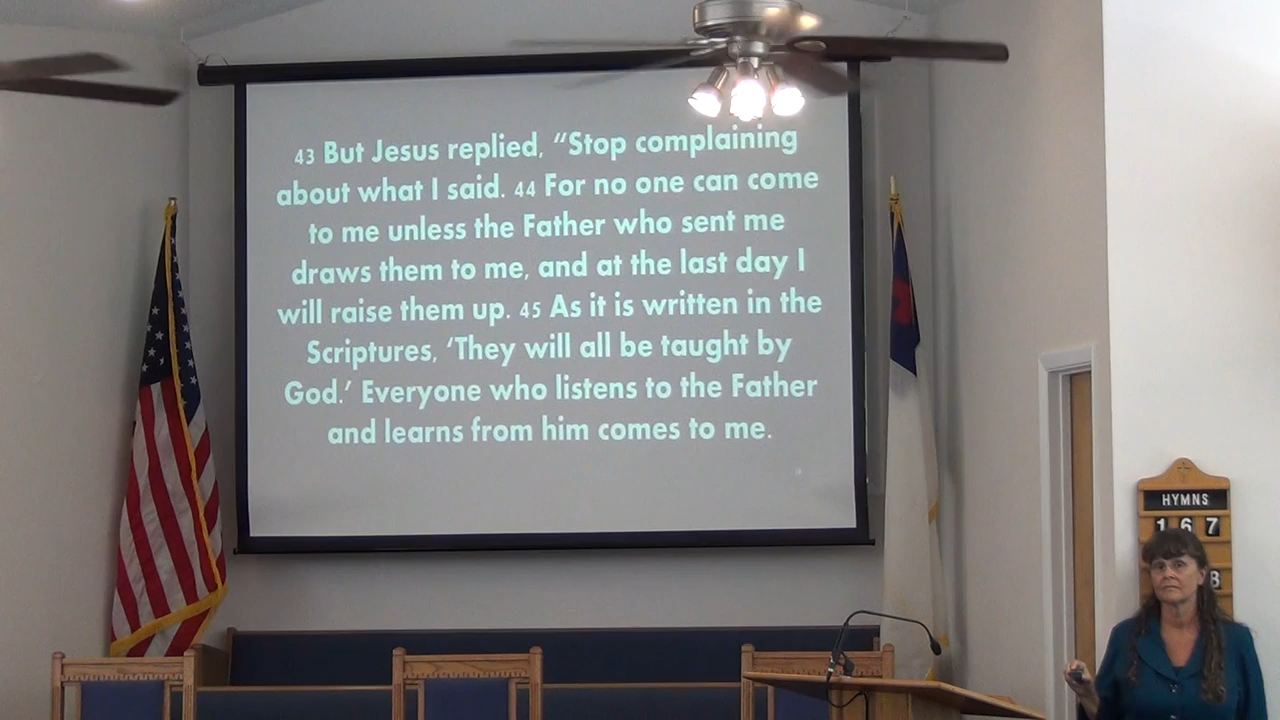 43 But Jesus replied, “Stop complaining
about what I said. 44 For no one can come
to me unless the Father who sent me
draws them to me, and at the last day I
will raise them up. 45 As it is written in the
Scriptures, ‘They will all be taught by
God.’ Everyone who listens to the Father
and learns from him comes to me.
HYMNS
167
8